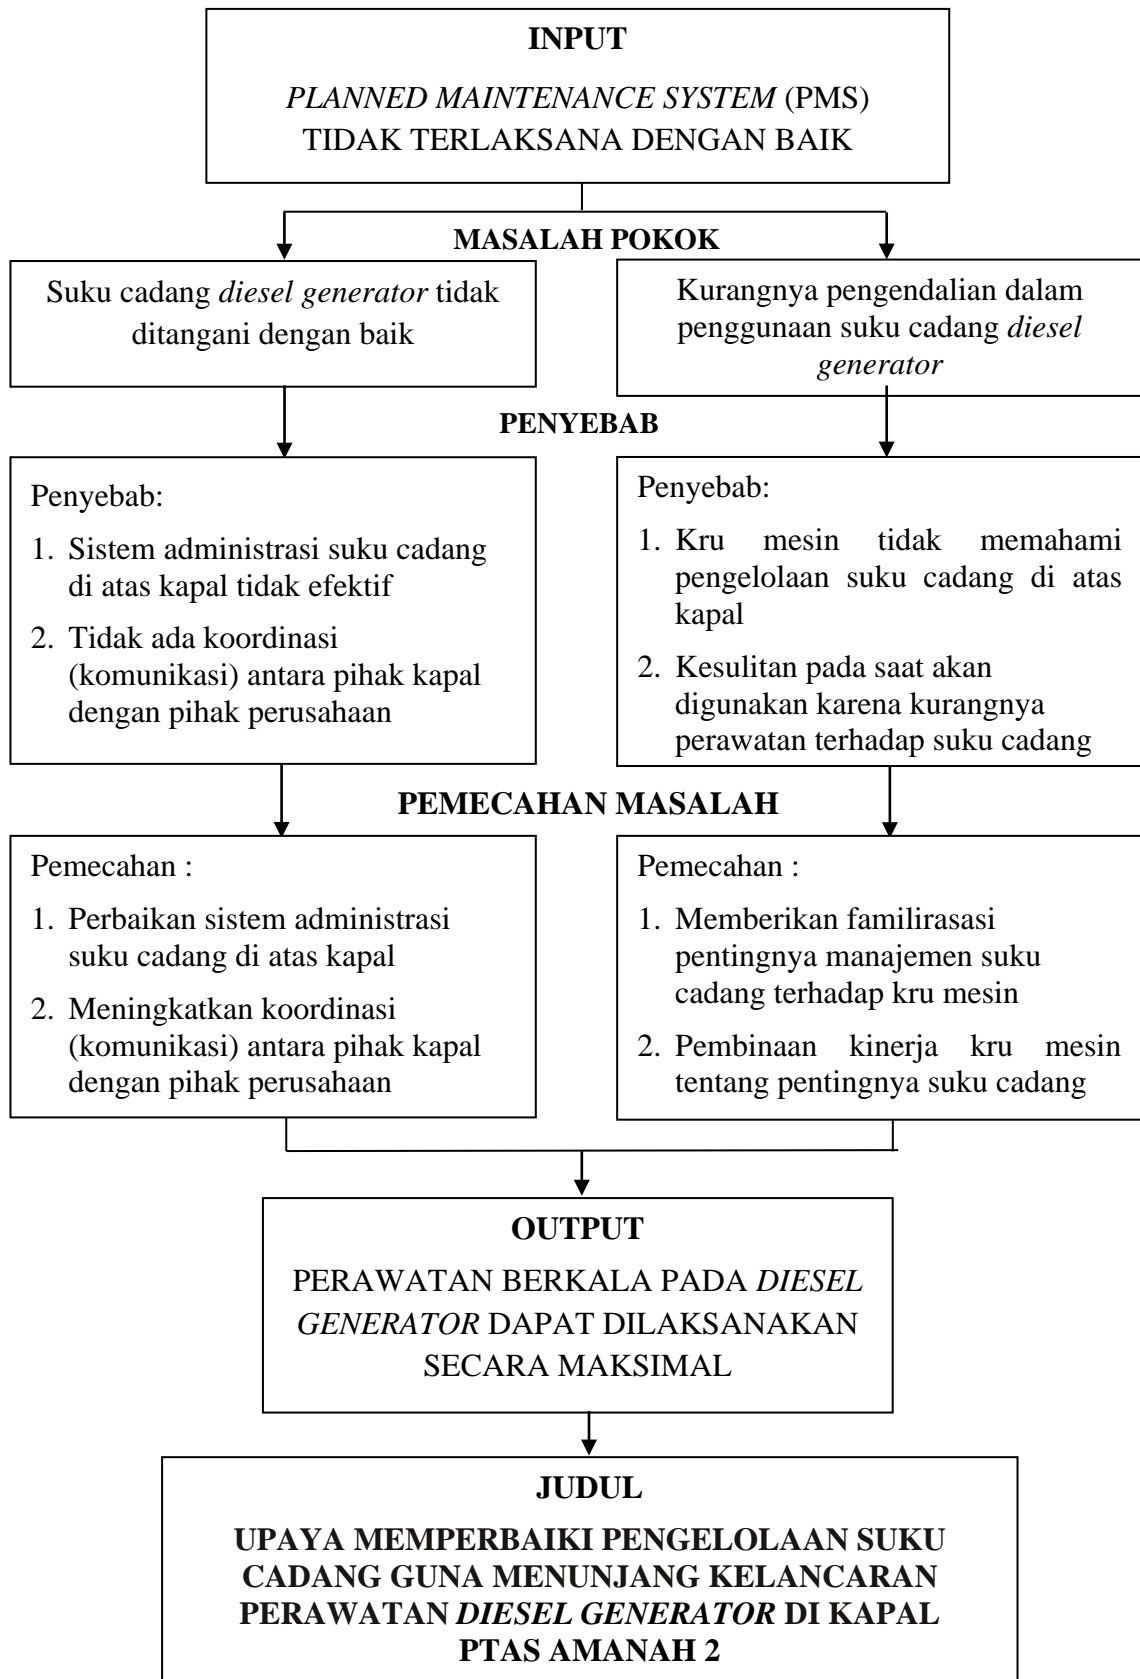 INPUT
PLANNED MAINTENANCE SYSTEM (PMS)
TIDAK TERLAKSANA DENGAN BAIK
MASALAH POKOK
Suku cadang diesel generator tidak
ditangani dengan baik
Kurangnya pengendalian dalam
penggunaan suku cadang diesel
generator
PENYEBAB
Penyebab:
1. Sistem administrasi suku cadang
di atas kapal tidak efektif
2. Tidak ada koordinasi
(komunikasi) antara pihak kapal
dengan pihak perusahaan
Penyebab:
1. Kru mesin tidak memahami
pengelolaan suku cadang di atas
kapal
2. Kesulitan pada saat akan
digunakan karena kurangnya
perawatan terhadap suku cadang
PEMECAHAN MASALAH
Pemecahan :
1. Perbaikan sistem administrasi
suku cadang di atas kapal
2. Meningkatkan koordinasi
(komunikasi) antara pihak kapal
dengan pihak perusahaan
Pemecahan :
1. Memberikan familirasasi
pentingnya manajemen suku
cadang terhadap kru mesin
2. Pembinaan kinerja kru mesin
tentang pentingnya suku cadang
OUTPUT
PERAWATAN BERKALA PADA DIESEL
GENERATOR DAPAT DILAKSANAKAN
SECARA MAKSIMAL
JUDUL
UPAYA MEMPERBAIKI PENGELOLAAN SUKU
CADANG GUNA MENUNJANG KELANCARAN
PERAWATAN DIESEL GENERATOR DI KAPAL
PTAS AMANAH 2